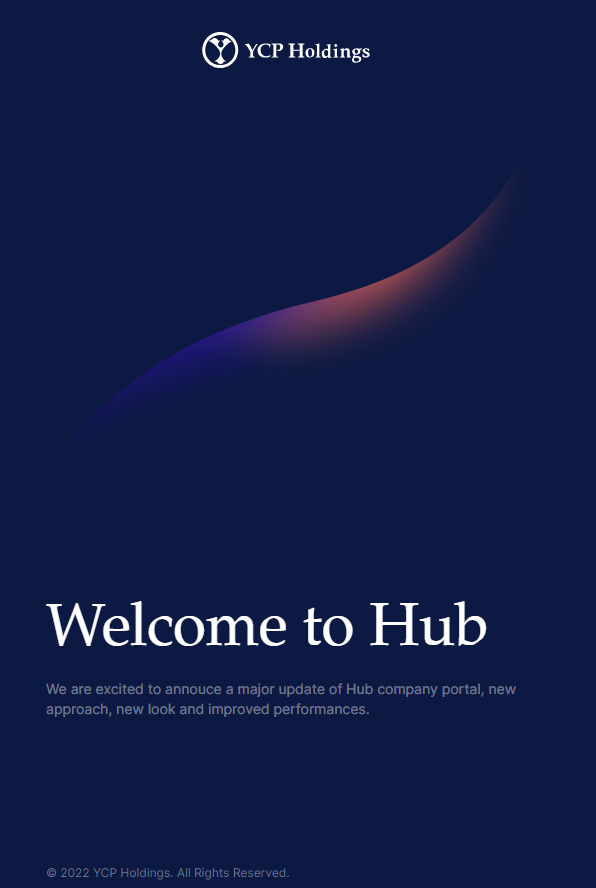 YCP Holdings
Welcome to Hub
We are excited to annouce a major update of Hub company portal, new
approach, new look and improved performances.
© 2022 YCP Holdings. All Rights Reserved.